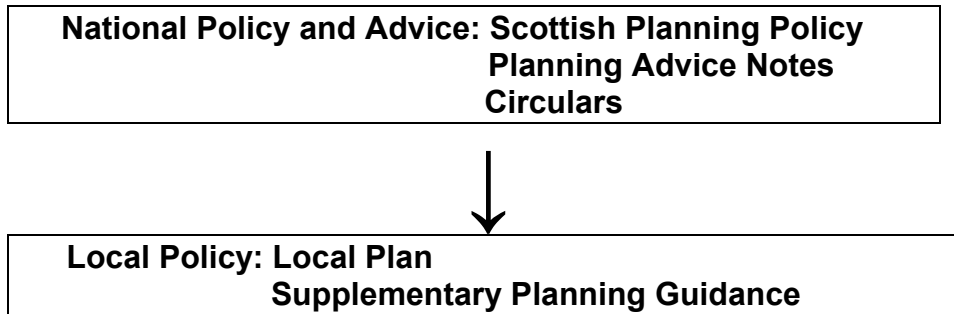 National Policy and Advice: Scottish Planning Policy
Planning Advice Notes
Circulars
Local Policy: Local Plan
Supplementary Planning Guidance